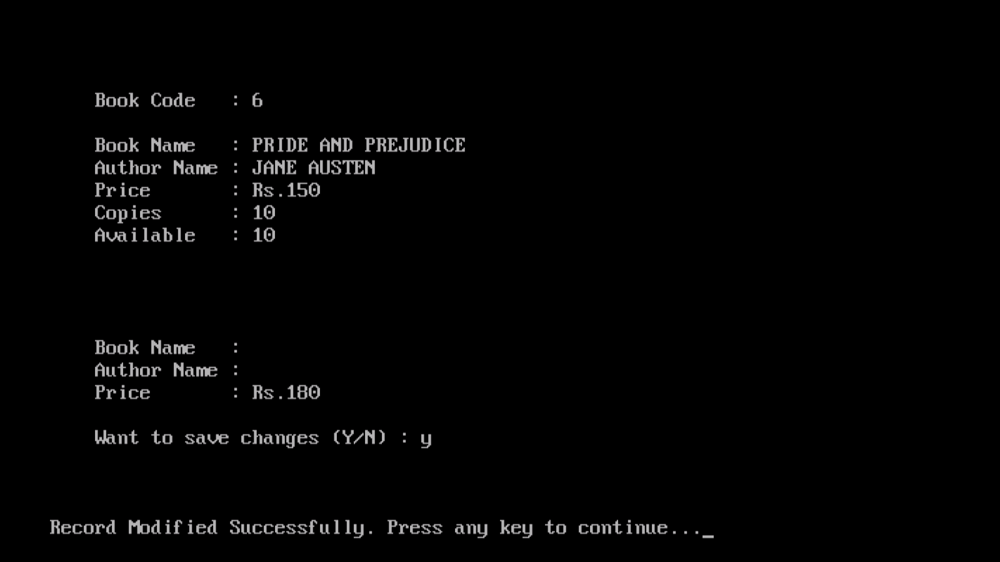 Book Code   : 6
Book Name   : PRIDE AND PREJUDICE
Author Name : JANE AUSTEN
Price       : Rs.150
Copies      : 10
Available   : 10
Book Name   :
Author Name :
Price       : Rs.180
Want to save changes (Y/N) : y
Record Modified Successfully. Press any key to continue..._